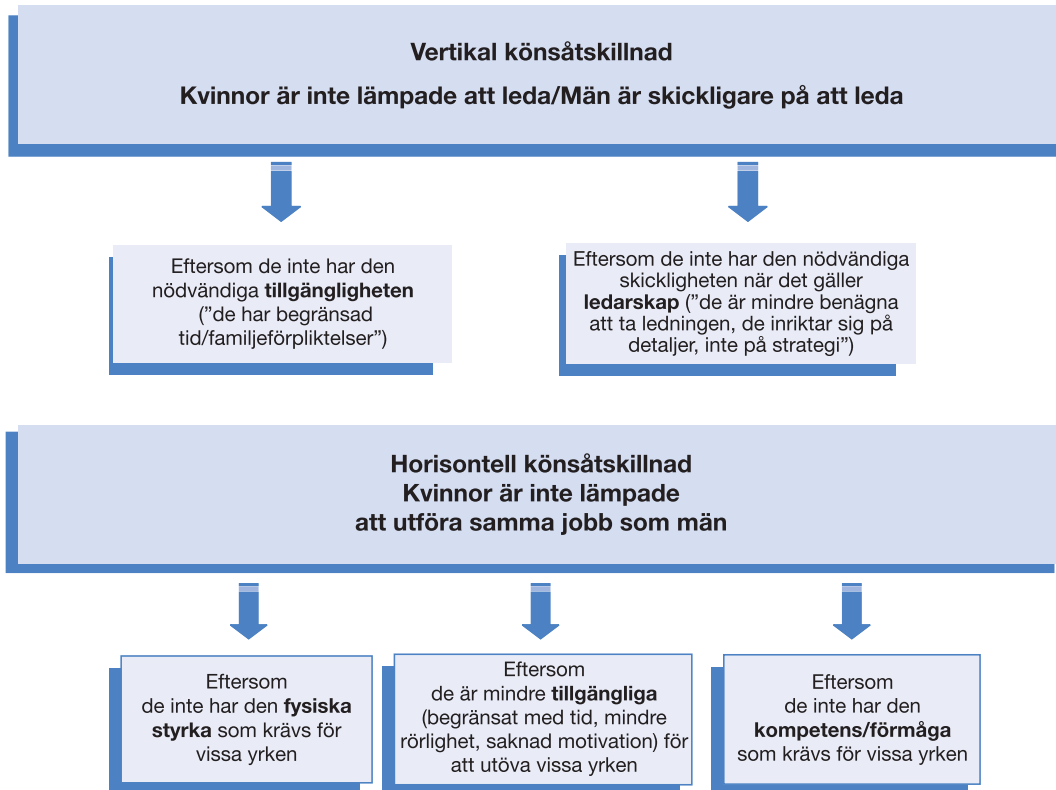 Vertikal könsåtskillnad
Kvinnor är inte lämpade att leda/Män är skickligare på att leda
Eftersom de inte har den
nödvändiga tillgängligheten
(”de har begränsad
tid/familjeförpliktelser”)
Eftersom de inte har den nödvändiga
skickligheten när det gäller
ledarskap (”de är mindre benägna
att ta ledningen, de inriktar sig på
detaljer, inte på strategi”)
Horisontell könsåtskillnad
Kvinnor är inte lämpade
att utföra samma jobb som män
Eftersom
de inte har den fysiska
styrka som krävs för
vissa yrken
Eftersom
de är mindre tillgängliga
(begränsat med tid, mindre
rörlighet, saknad motivation) för
att utöva vissa yrken
Eftersom
de inte har den
kompetens/förmåga
som krävs för vissa yrken